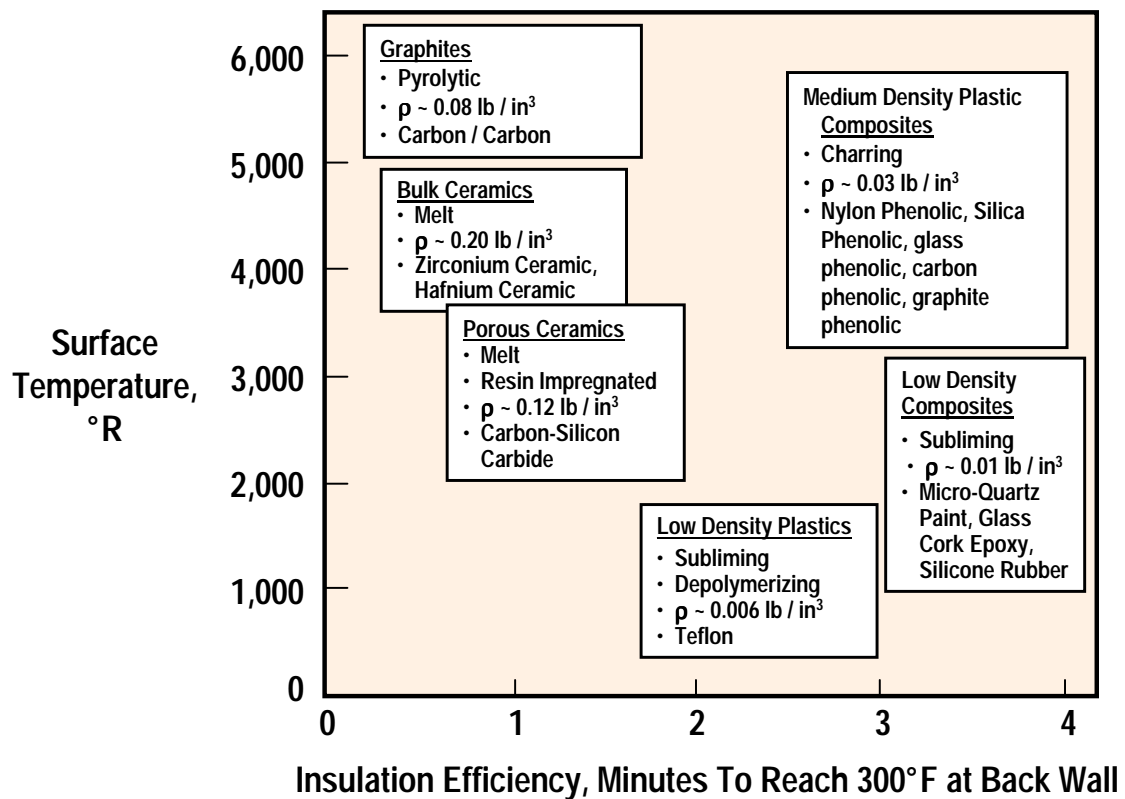 6,000
5,000
4,000
3,000
2,000
1,000
0
Surface
Temperature,
°R
Graphites
• Pyrolytic
• ρ ~ 0.08 lb / in³
• Carbon / Carbon
Bulk Ceramics
• Melt
• ρ ~ 0.20 lb / in³
• Zirconium Ceramic,
Hafnium Ceramic
Porous Ceramics
• Melt
• Resin Impregnated
• ρ ~ 0.12 lb / in³
• Carbon-Silicon
Carbide
Medium Density Plastic
Composites
• Charring
• ρ ~ 0.03 lb / in³
• Nylon Phenolic, Silica
Phenolic, glass
phenolic, carbon
phenolic, graphite
phenolic
Low Density
Composites
• Subliming
• ρ ~ 0.01 lb / in³
• Micro-Quartz
Paint, Glass
Cork Epoxy,
Silicone Rubber
Low Density Plastics
• Subliming
• Depolymerizing
• ρ ~ 0.006 lb / in³
• Teflon
0 1 2 3 4
Insulation Efficiency, Minutes To Reach 300°F at Back Wall